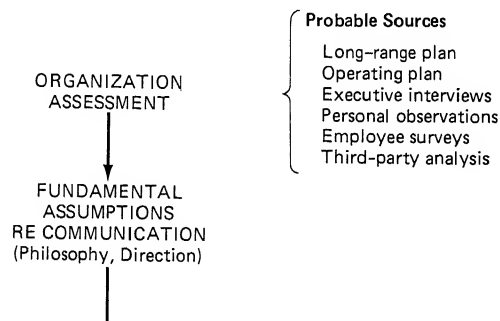 Probable Sources
Long-range plan
Operating plan
Executive interviews
Personal observations
Employee surveys
Third-party analysis
ORGANIZATION
ASSESSMENT
FUNDAMENTAL
ASSUMPTIONS
RE COMMUNICATION
(Philosophy, Direction)